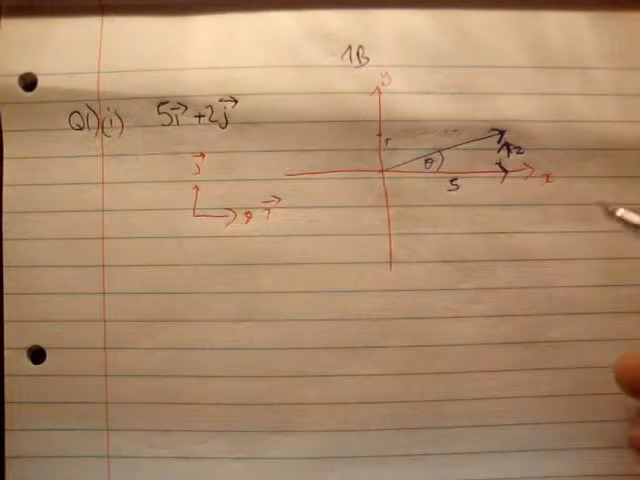 1B
y
Q1)(i) 5i⃗ + 2j⃗
r
2
θ
5
x
j⃗
i⃗